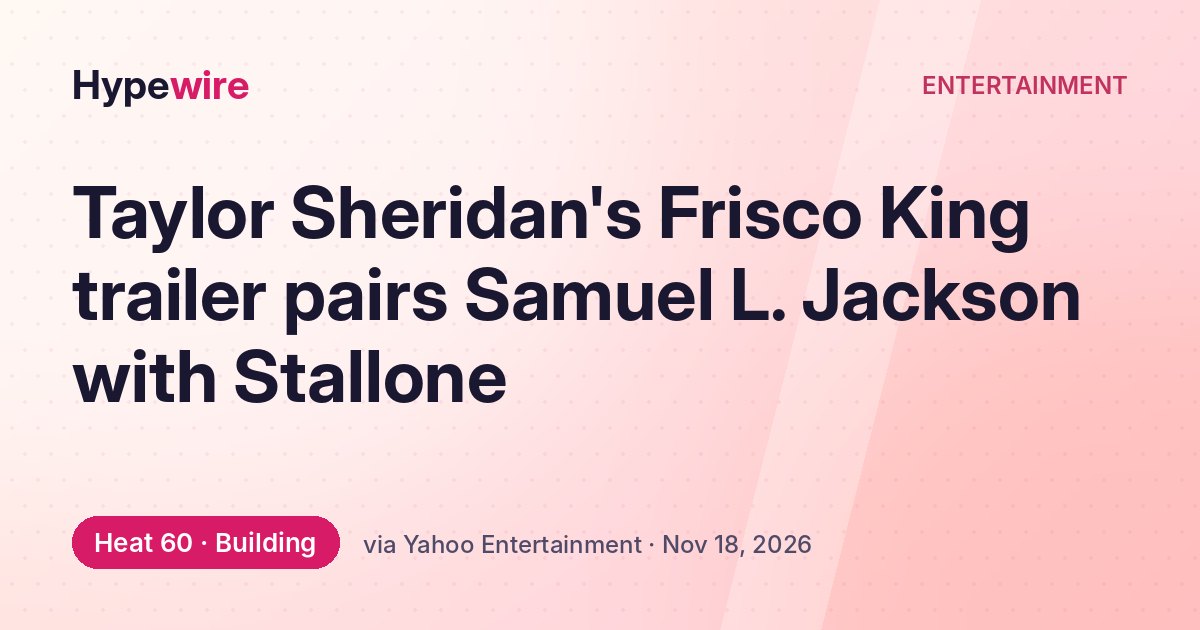 Hypewire
ENTERTAINMENT
Taylor Sheridan's Frisco King
trailer pairs Samuel L. Jackson
with Stallone
Heat 60 · Building
via Yahoo Entertainment · Nov 18, 2026